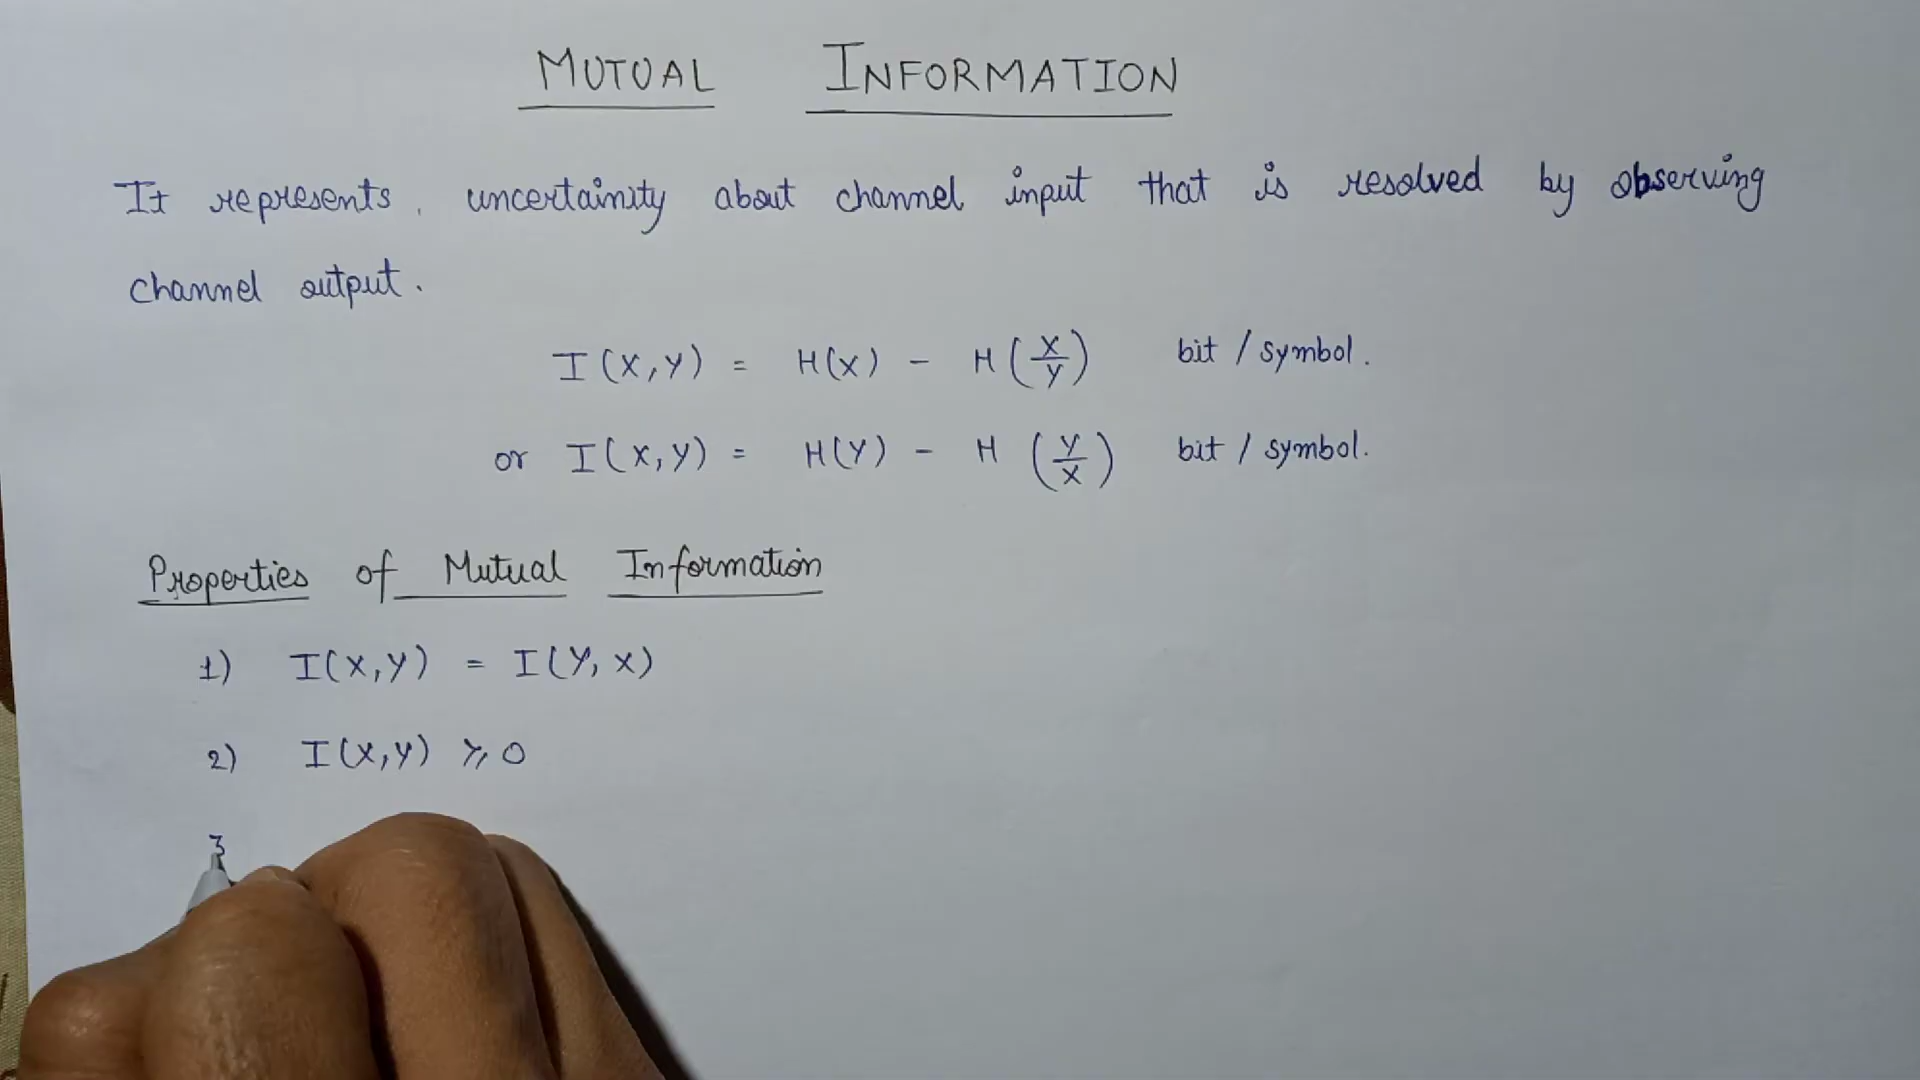 MUTUAL INFORMATION
It represents uncertainity about channel input that is resolved by observing
channel output.
I(X,Y) = H(X) - H(X/Y) bit / symbol.
or I(X,Y) = H(Y) - H (Y/X) bit / symbol.
Properties of Mutual Information
1) I(X,Y) = I(Y,X)
2) I(X,Y) ≥ 0
3